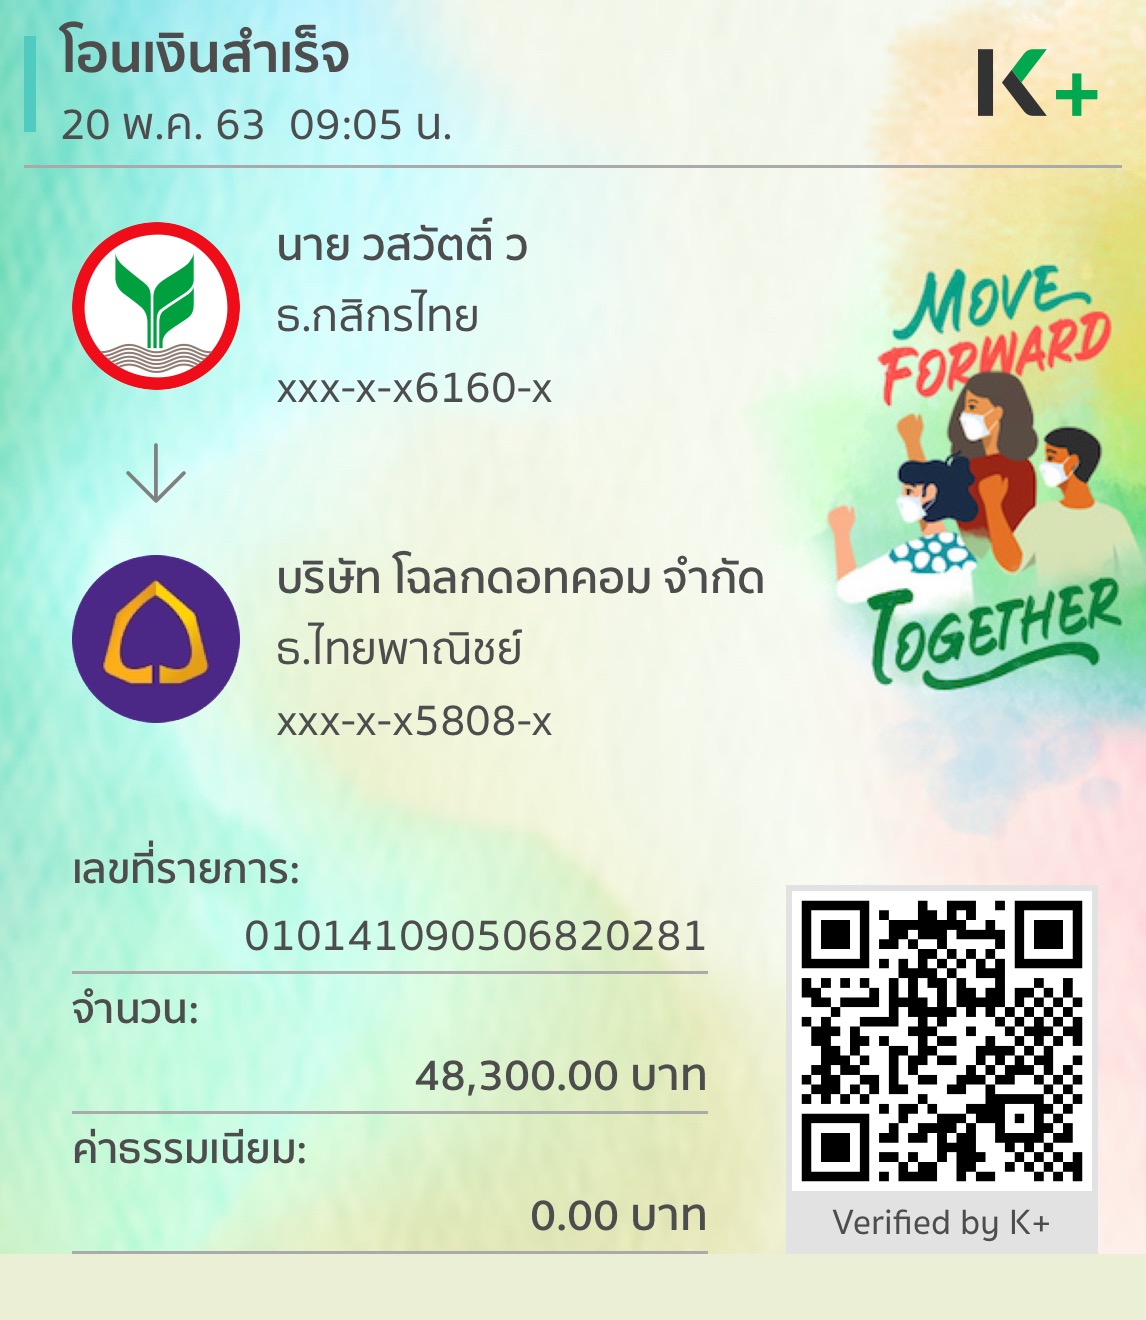 โอนเงินสำเร็จ
20 พ.ค. 63 09:05 น.
K+
นาย วสวัตติ์ ว
ธ.กสิกรไทย
xxx-x-x6160-x
MOVE
FORWARD
TOGETHER
บริษัท โฉลกดอทคอม จำกัด
ธ.ไทยพาณิชย์
xxx-x-x5808-x
เลขที่รายการ:
010141090506820281
จำนวน:
48,300.00 บาท
ค่าธรรมเนียม:
0.00 บาท
Verified by K+